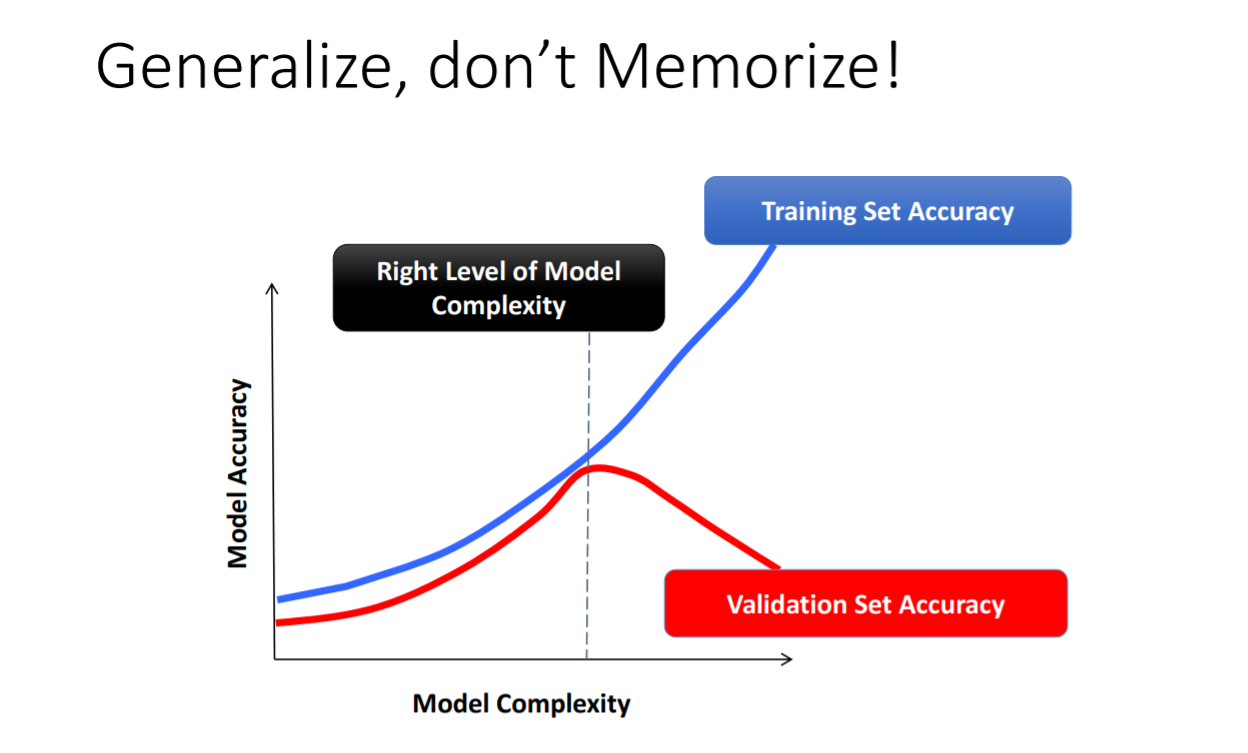 Generalize, don’t Memorize!
Training Set Accuracy
Right Level of Model
Complexity
Model Accuracy
Validation Set Accuracy
Model Complexity